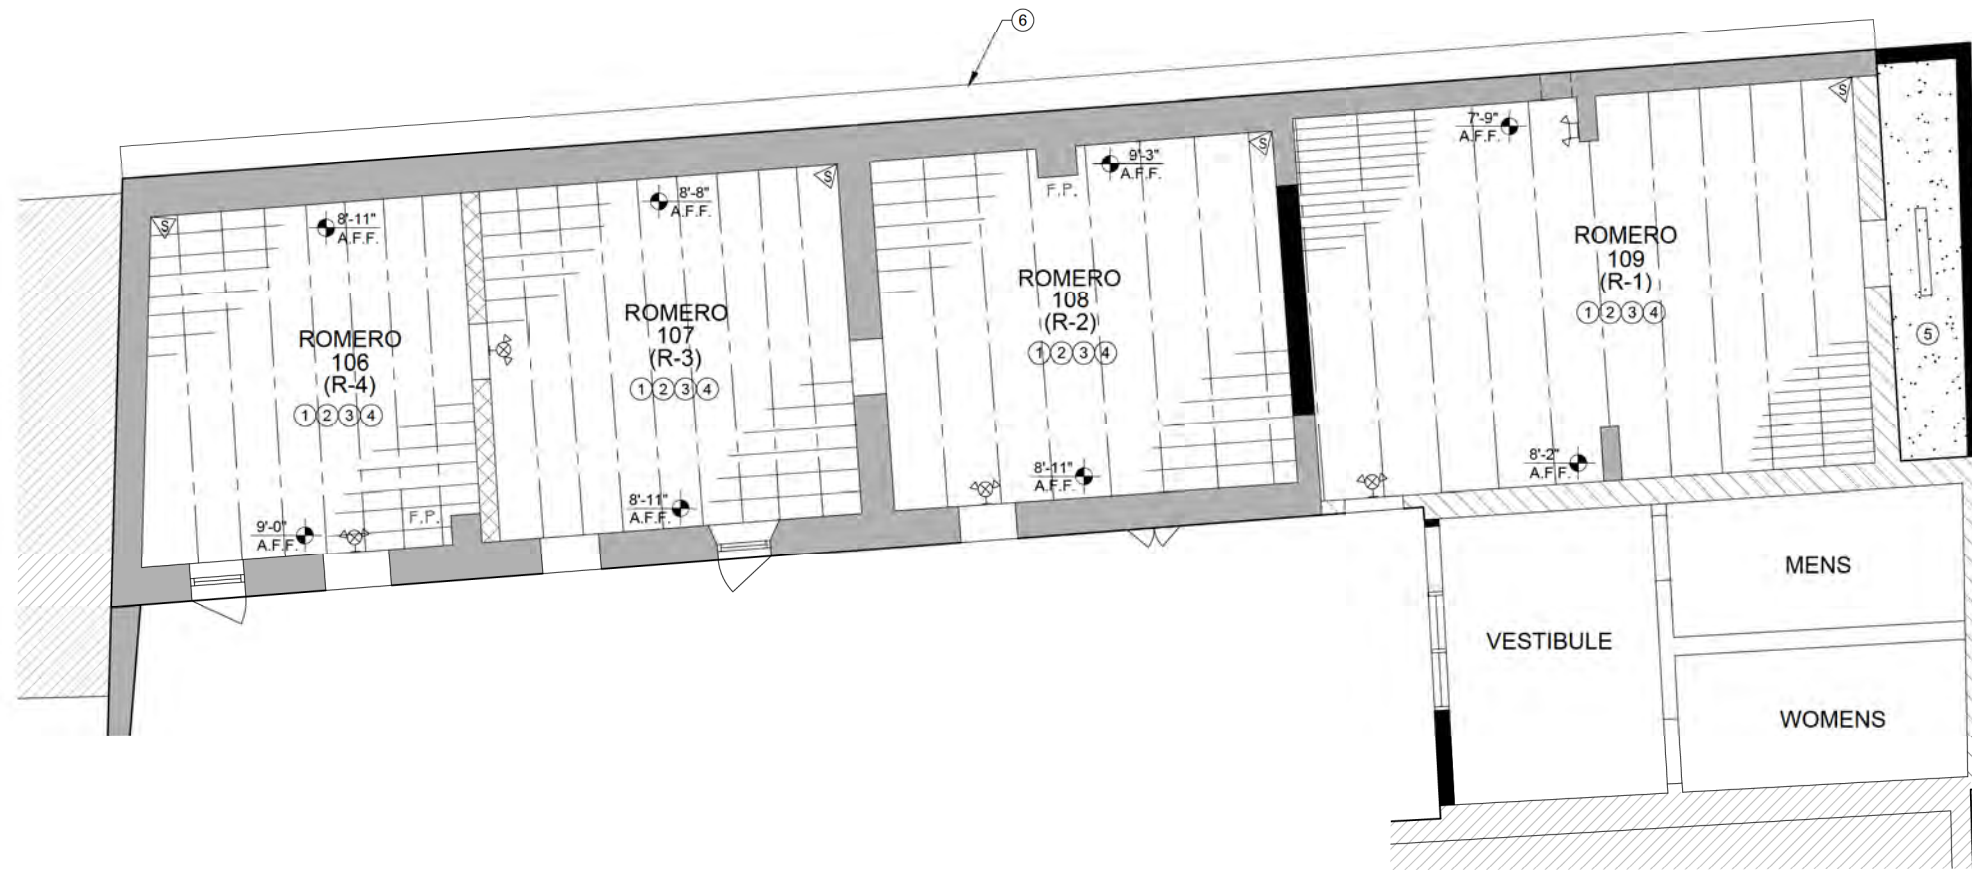 6
S
8'-11"
A.F.F.
ROMERO
106
(R-4)
1 2 3 4
9'-0"
A.F.F.
F.P.
8'-8"
A.F.F.
S
ROMERO
107
(R-3)
1 2 3 4
8'-11"
A.F.F.
9'-3"
A.F.F.
F.P.
S
ROMERO
108
(R-2)
1 2 3 4
8'-11"
A.F.F.
7'-9"
A.F.F.
S
ROMERO
109
(R-1)
1 2 3 4
8'-2"
A.F.F.
5
VESTIBULE
MENS
WOMENS